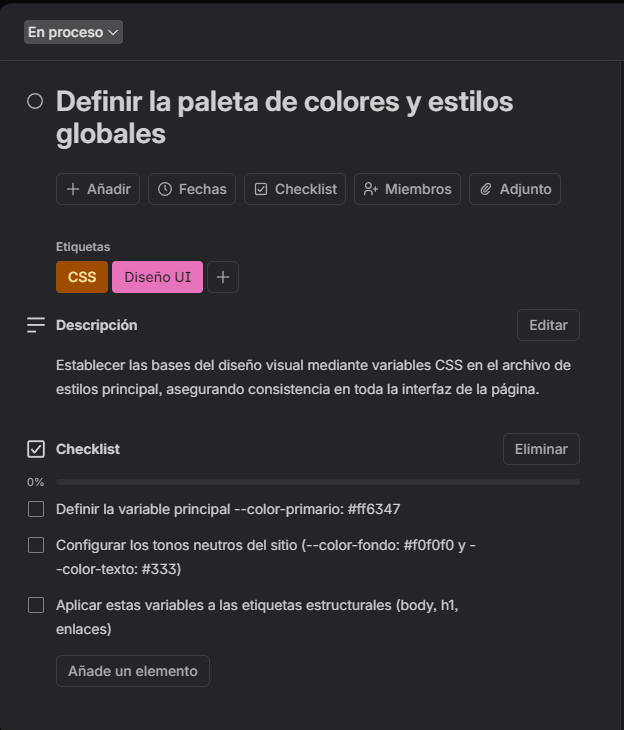 En proceso
Definir la paleta de colores y estilos
globales
Añadir
Fechas
Checklist
Miembros
Adjunto
Etiquetas
CSS
Diseño UI
Descripción
Editar
Establecer las bases del diseño visual mediante variables CSS en el archivo de
estilos principal, asegurando consistencia en toda la interfaz de la página.
Checklist
Eliminar
0%
Definir la variable principal --color-primario: #ff6347
Configurar los tonos neutros del sitio (--color-fondo: #f0f0f0 y -
-color-texto: #333)
Aplicar estas variables a las etiquetas estructurales (body, h1,
enlaces)
Añade un elemento